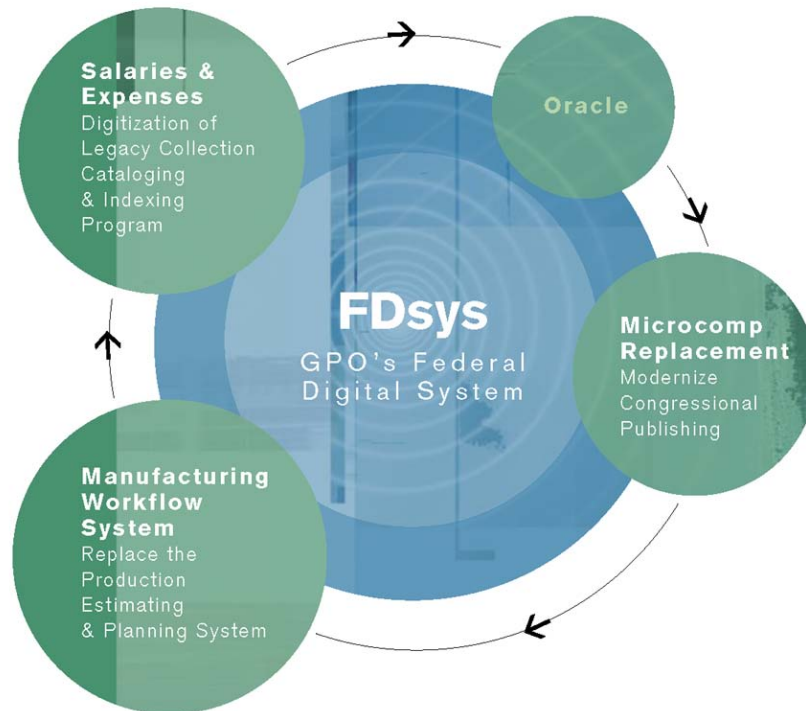 Salaries &
Expenses
Digitization of
Legacy Collection
Cataloging
& Indexing
Program
Oracle
FDsys
GPO's Federal
Digital System
Microcomp
Replacement
Modernize
Congressional
Publishing
Manufacturing
Workflow
System
Replace the
Production
Estimating
& Planning System